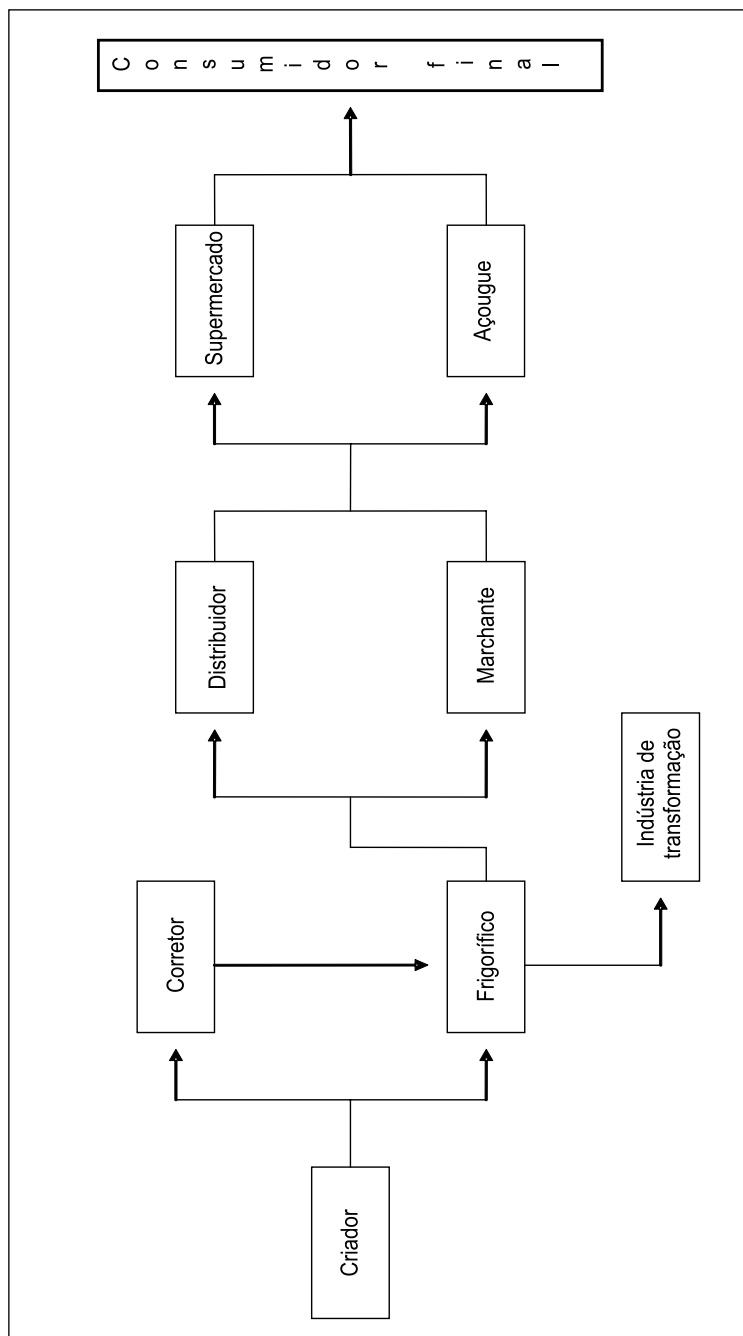 Criador
Corretor
Frigorífico
Indústria de
transformação
Distribuidor
Marchante
Supermercado
Açougue
Consumidor final